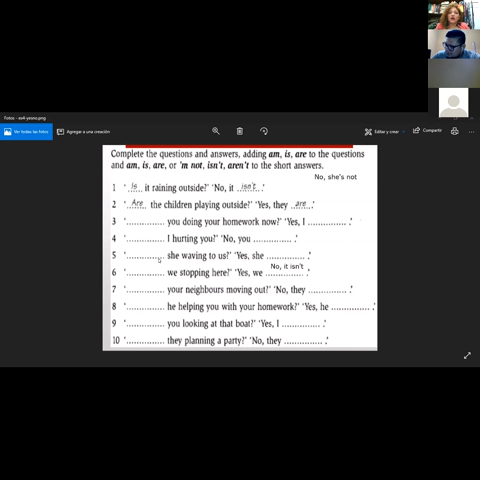 Fotos - ex4-yesno.png
Ver todas las fotos
Agregar a una creación
Editar y crear
Compartir
Complete the questions and answers, adding am, is, are to the questions
and am, is, are, or 'm not, isn't, aren't to the short answers.
No, she's not
1 '..Is.. it raining outside?' 'No, it ..isn't...'
2 '.Are.. the children playing outside?' 'Yes, they ..are...'
3 '.............. you doing your homework now?' 'Yes, I ...............'
4 '.............. I hurting you?' 'No, you ...............'
5 '.............. she waving to us?' 'Yes, she ...............'
No, it isn't
6 '.............. we stopping here?' 'Yes, we ...............'
7 '.............. your neighbours moving out?' 'No, they ...............'
8 '.............. he helping you with your homework?' 'Yes, he ...............'
9 '.............. you looking at that boat?' 'Yes, I ...............'
10 '.............. they planning a party?' 'No, they ...............'